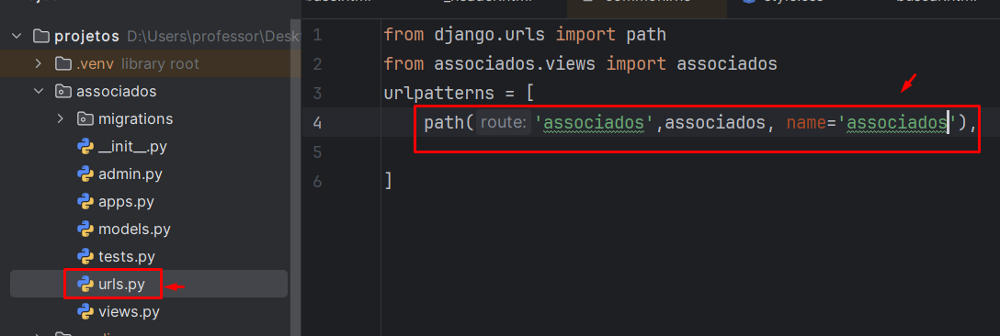 projetos D:\Users\professor\Desk
.venv library root
associados
migrations
__init__.py
admin.py
apps.py
models.py
tests.py
urls.py
views.py
1 from django.urls import path
2 from associados.views import associados
3 urlpatterns = [
4 path( route: 'associados',associados, name='associados'),
5
6 ]